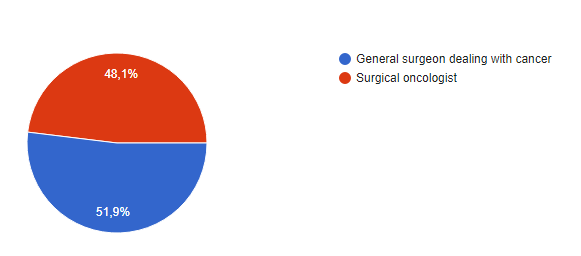 48,1%
General surgeon dealing with cancer
Surgical oncologist
51,9%